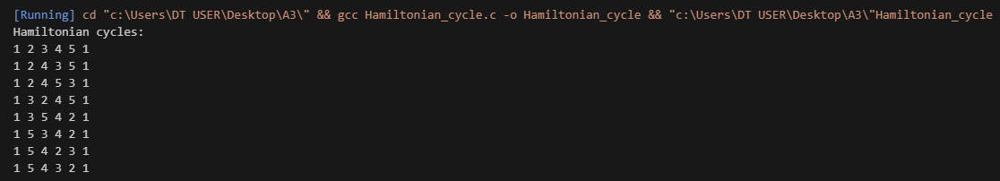 [Running] cd "c:\Users\DT USER\Desktop\A3\" && gcc Hamiltonian_cycle.c -o Hamiltonian_cycle && "c:\Users\DT USER\Desktop\A3\"Hamiltonian_cycle
Hamiltonian cycles:
1 2 3 4 5 1
1 2 4 3 5 1
1 2 4 5 3 1
1 3 2 4 5 1
1 3 5 4 2 1
1 5 3 4 2 1
1 5 4 2 3 1
1 5 4 3 2 1